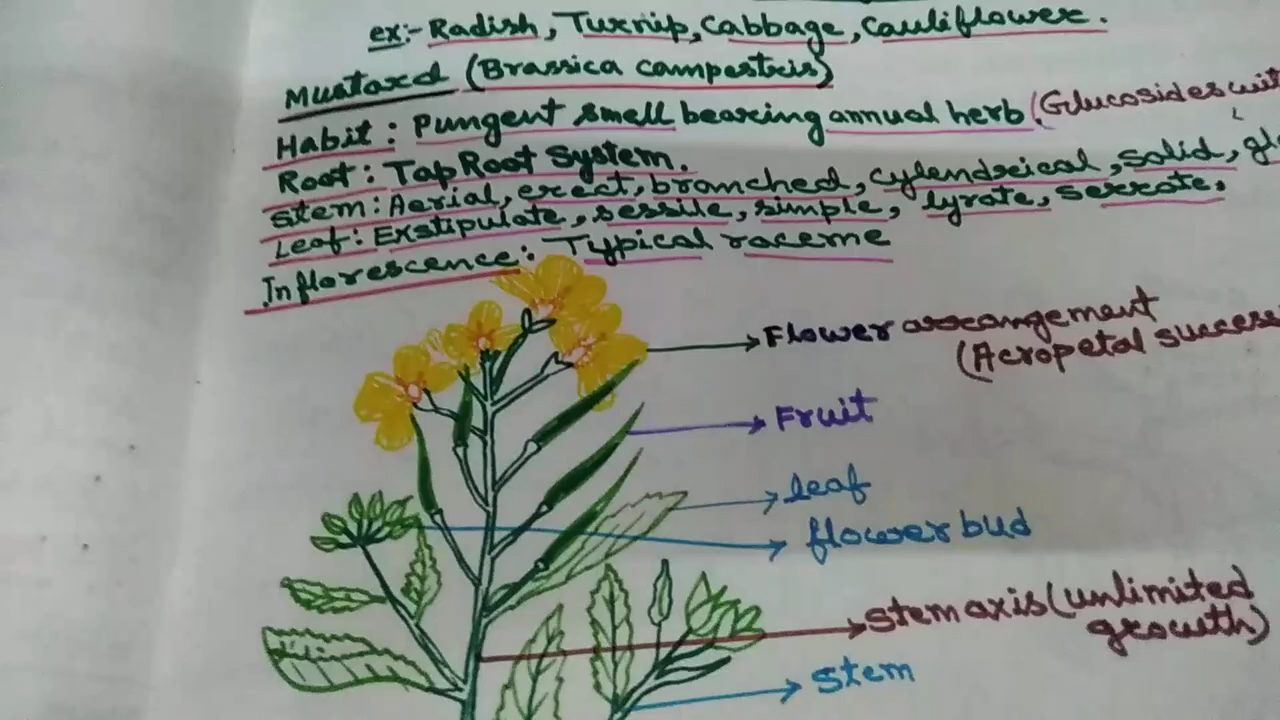 ex:- Radish, Turnip, Cabbage, Cauliflower.
Mustard (Brassica campestris)
Habit: Pungent smell bearing annual herb (Glucosides
Root: Tap Root System.
Stem: Aerial, erect, branched, cylendrical, solid,
Leaf: Exstipulate, sessile, simple, lyrate, serrate.
Inflorescence: Typical raceme
Flower arrangement
(Acropetal
Fruit
leaf
flower bud
stem axis (unlimited
growth)
stem